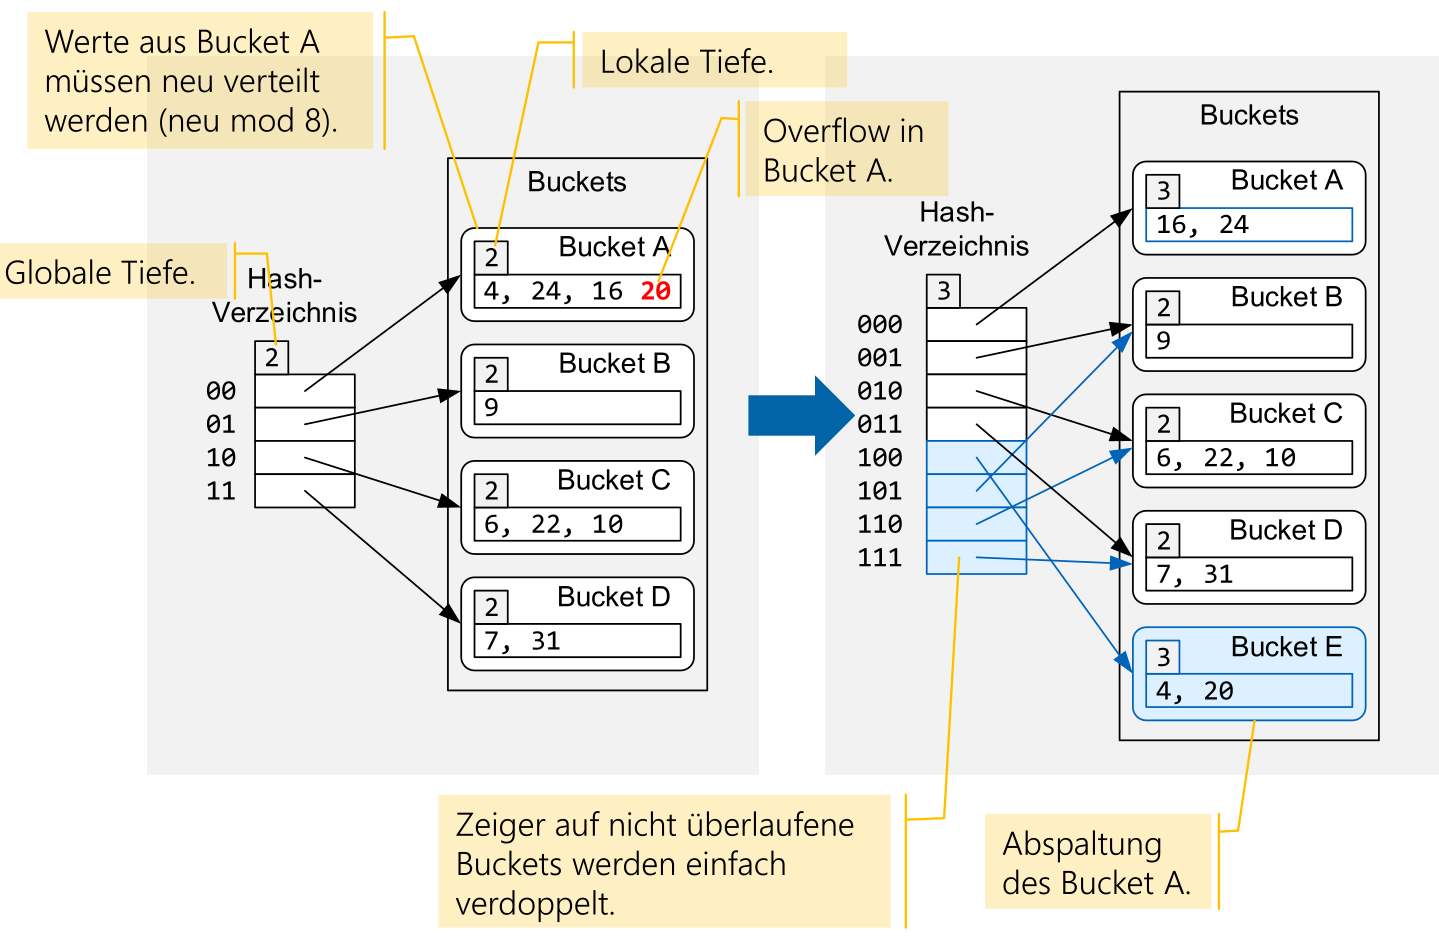 Werte aus Bucket A
müssen neu verteilt
werden (neu mod 8).
Lokale Tiefe.
Overflow in
Bucket A.
Globale Tiefe.
Hash-
Verzeichnis
2
00
01
10
11
Buckets
Bucket A
2
4, 24, 16 20
Bucket B
2
9
Bucket C
2
6, 22, 10
Bucket D
2
7, 31
Hash-
Verzeichnis
3
000
001
010
011
100
101
110
111
Buckets
Bucket A
3
16, 24
Bucket B
2
9
Bucket C
2
6, 22, 10
Bucket D
2
7, 31
Bucket E
3
4, 20
Zeiger auf nicht überlaufene
Buckets werden einfach
verdoppelt.
Abspaltung
des Bucket A.